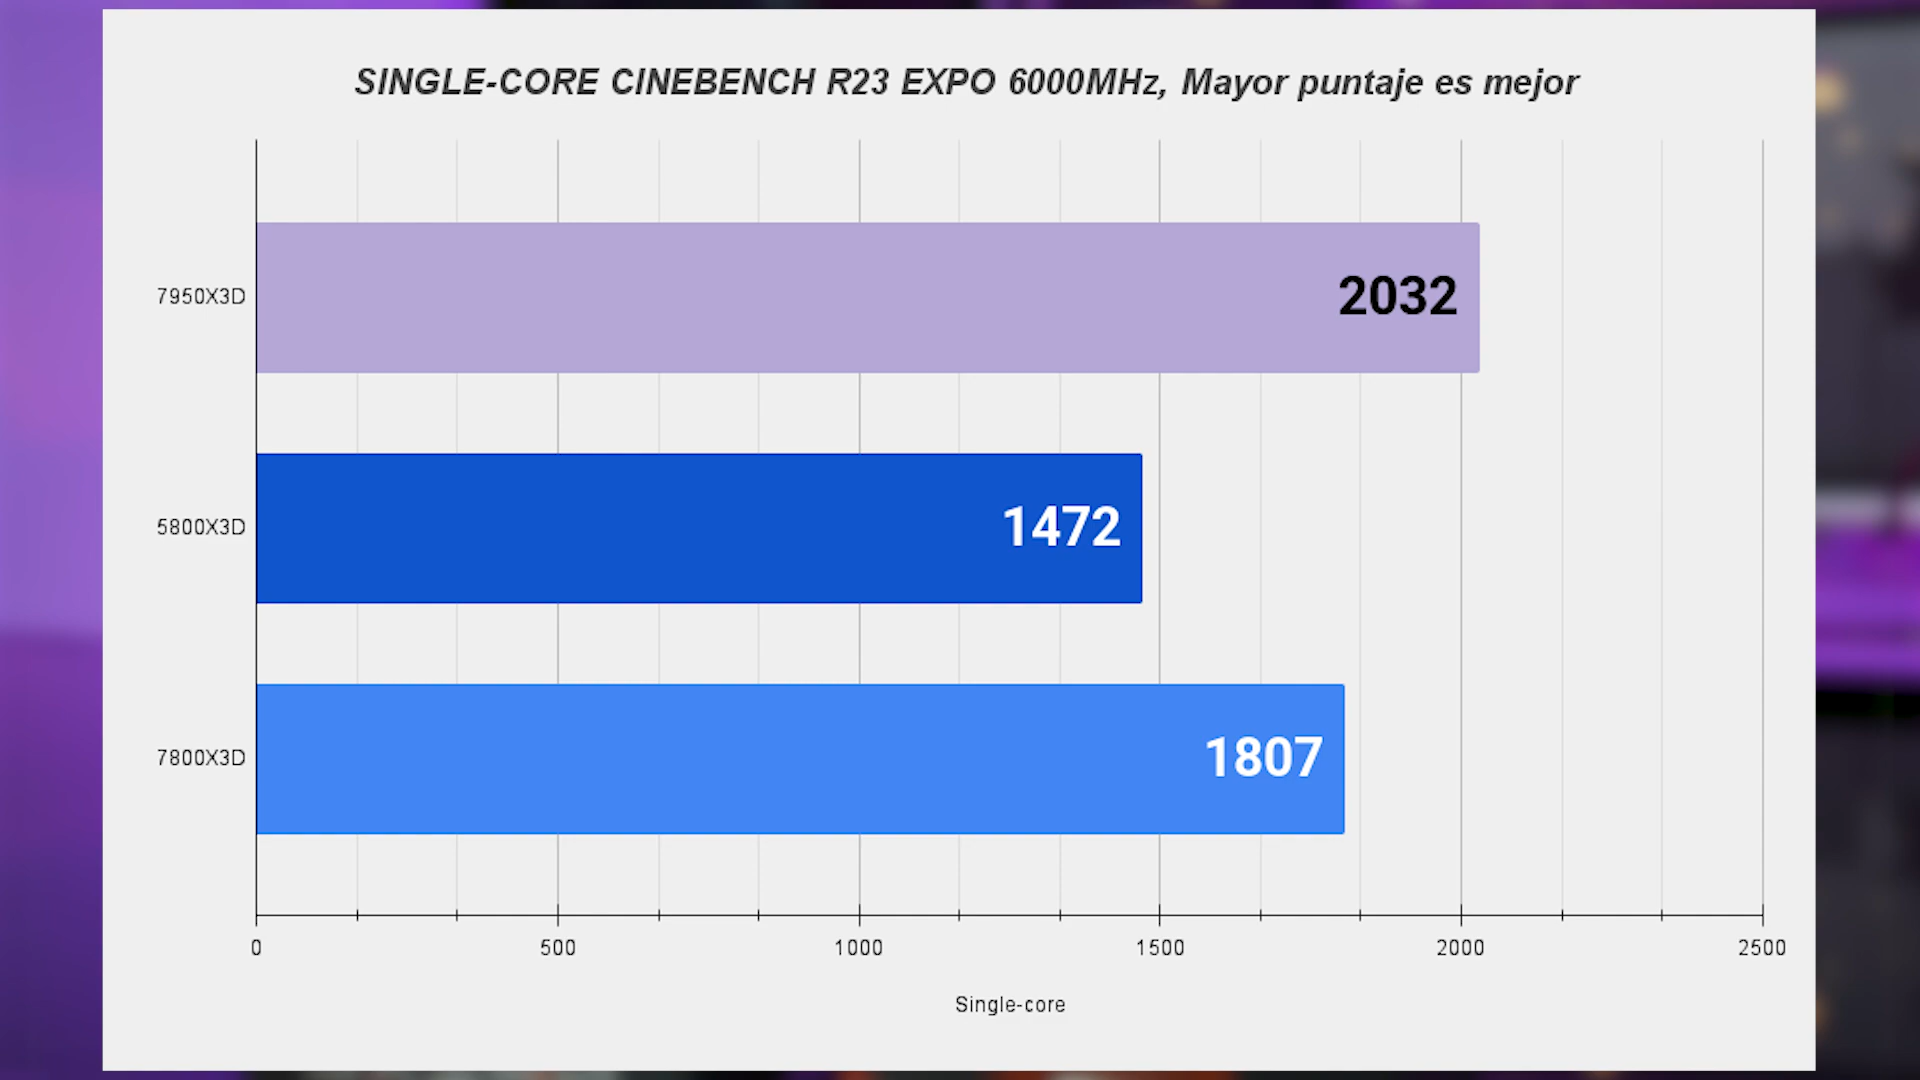 SINGLE-CORE CINEBENCH R23 EXPO 6000MHz, Mayor puntaje es mejor
7950X3D
2032
5800X3D
1472
7800X3D
1807
0 500 1000 1500 2000 2500
Single-core